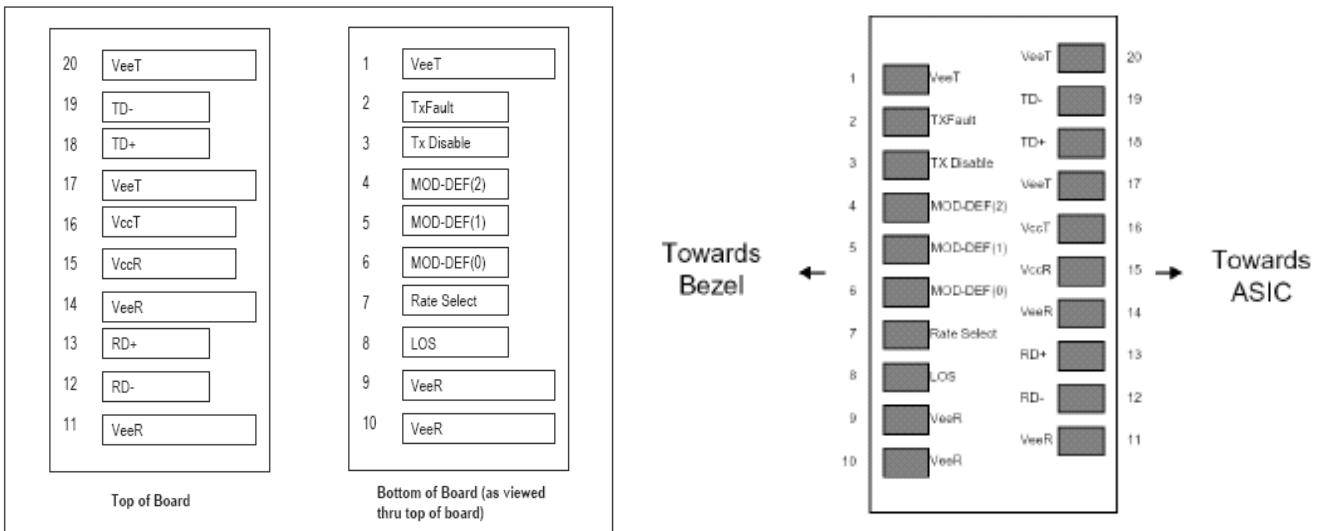 20 VeeT
19 TD-
18 TD+
17 VeeT
16 VccT
15 VccR
14 VeeR
13 RD+
12 RD-
11 VeeR
Top of Board
1 VeeT
2 TxFault
3 Tx Disable
4 MOD-DEF(2)
5 MOD-DEF(1)
6 MOD-DEF(0)
7 Rate Select
8 LOS
9 VeeR
10 VeeR
Bottom of Board (as viewed
thru top of board)
Towards
Bezel
1 VeeT
2 TXFault
3 TX Disable
4 MOD-DEF(2)
5 MOD-DEF(1)
6 MOD-DEF(0)
7 Rate Select
8 LOS
9 VeeR
10 VeeR
VeeT 20
TD- 19
TD+ 18
VeeT 17
VccT 16
VccR 15
VeeR 14
RD+ 13
RD- 12
VeeR 11
Towards
ASIC